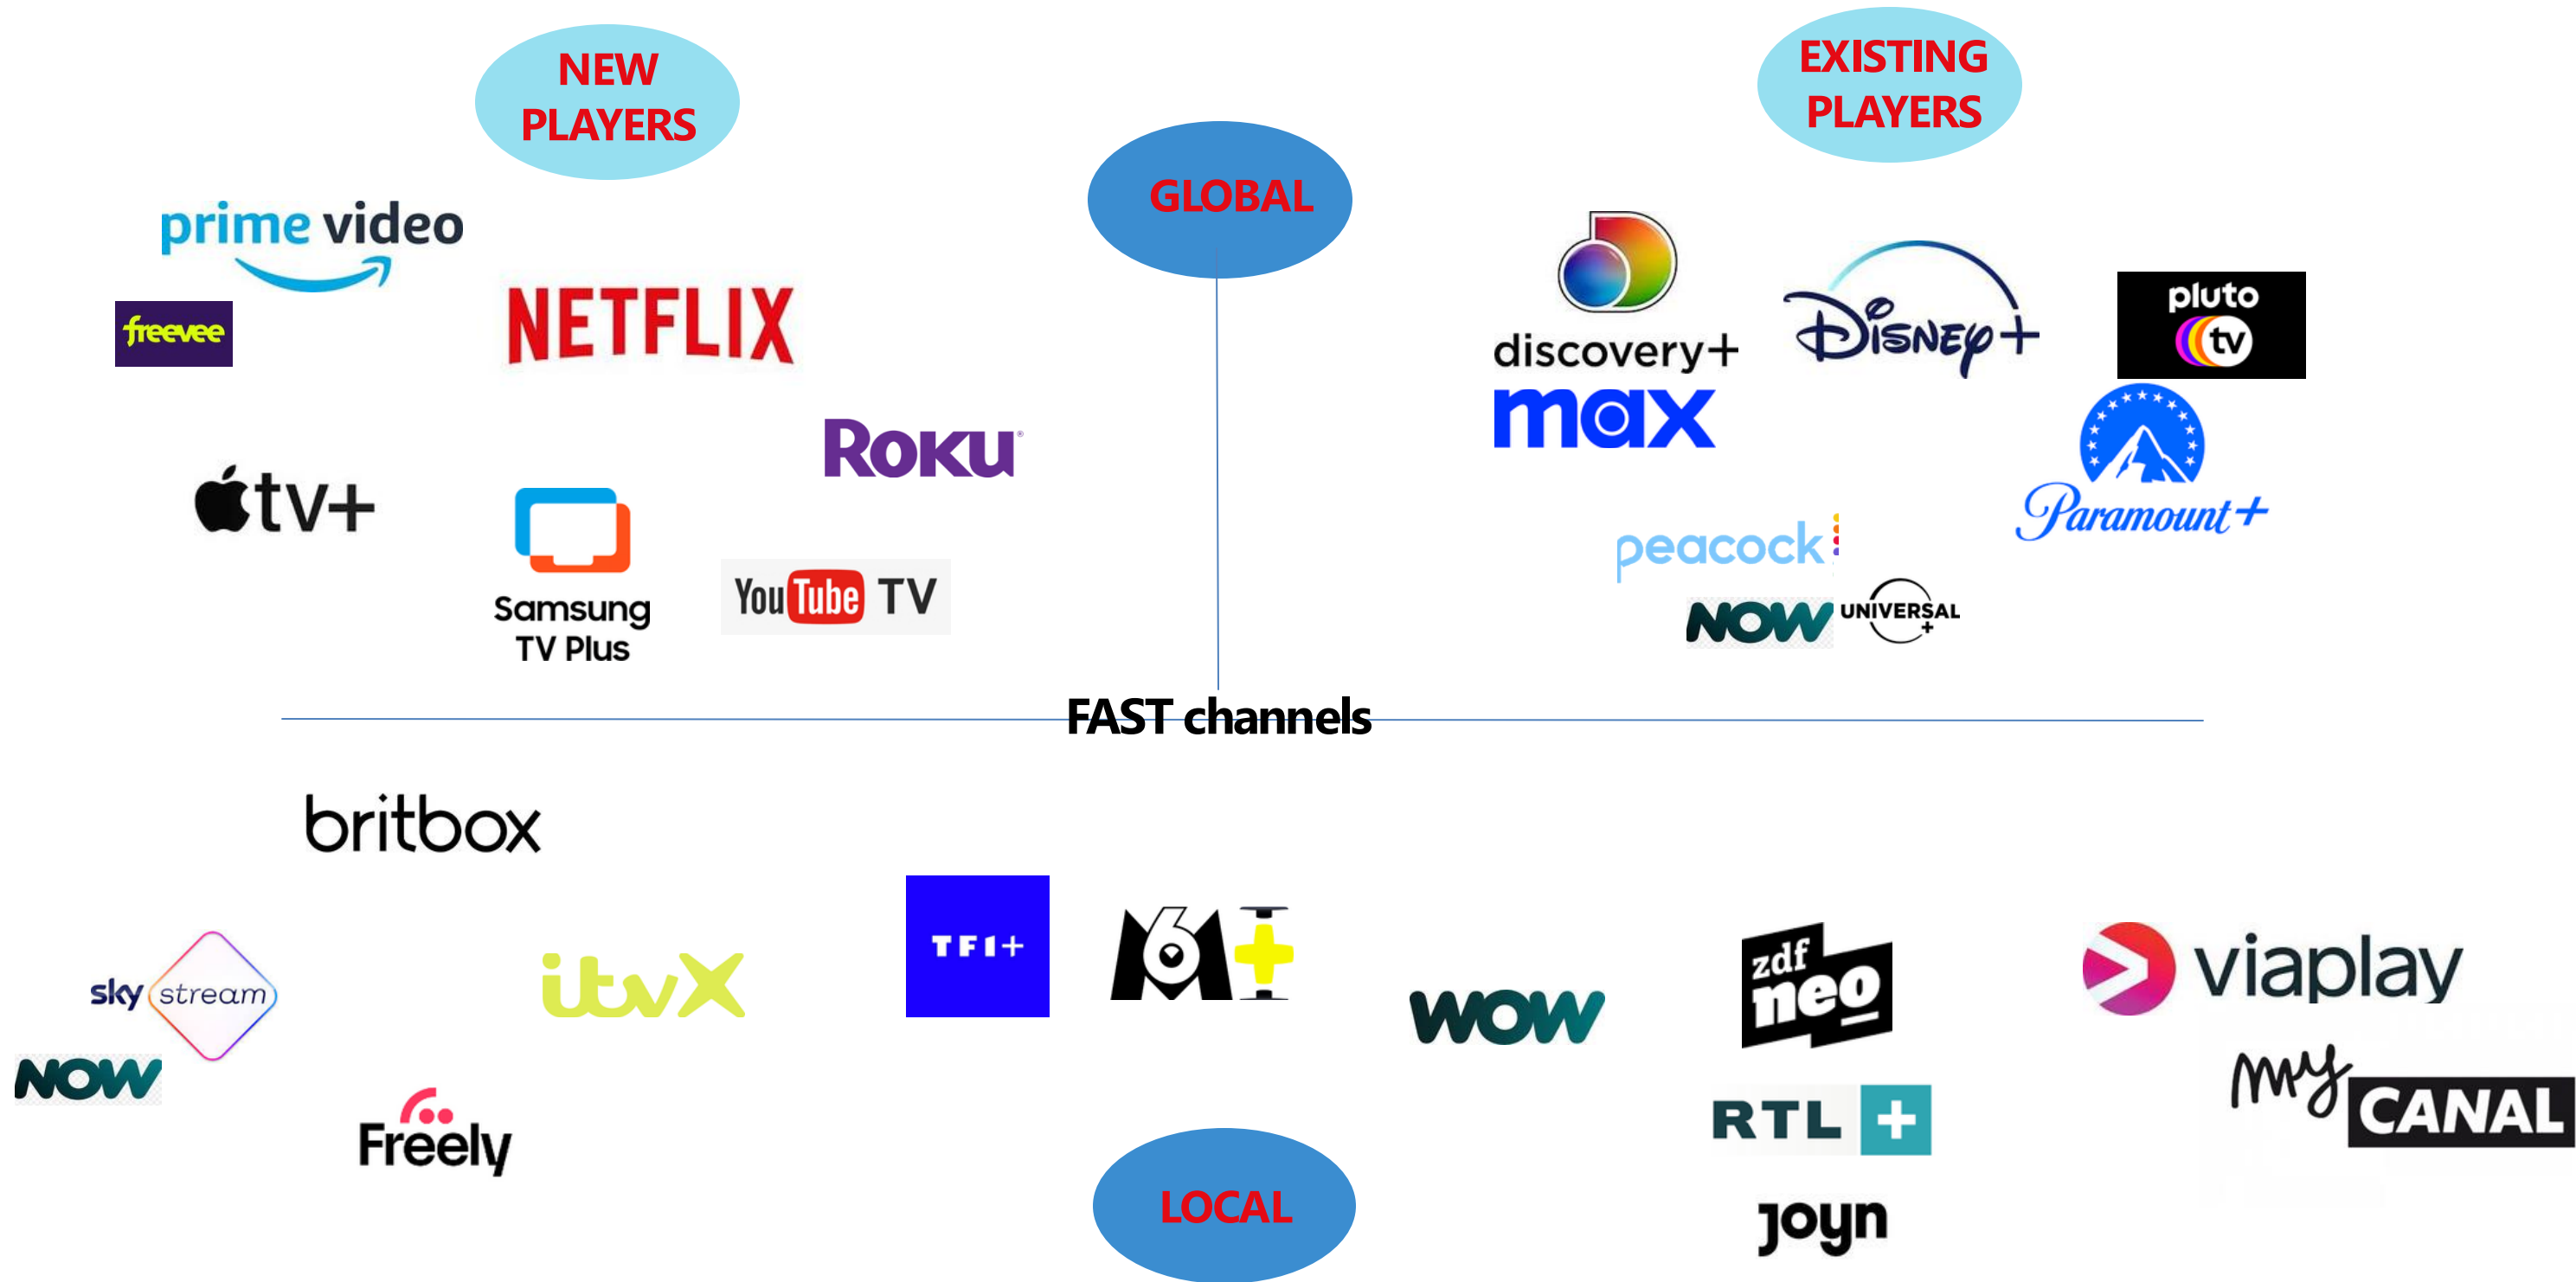 NEW
PLAYERS
EXISTING
PLAYERS
GLOBAL
prime video
freevee
NETFLIX
ROKU®
tv+
Samsung
TV Plus
YouTube TV
discovery+
max
Disney+
pluto
tv
Paramount+
peacock
NOW
UNIVERSAL
+
FAST channels
britbox
sky stream
NOW
itvX
Freely
TF1+
M6+
WOW
zdf
neo
RTL +
joyn
viaplay
my CANAL
LOCAL